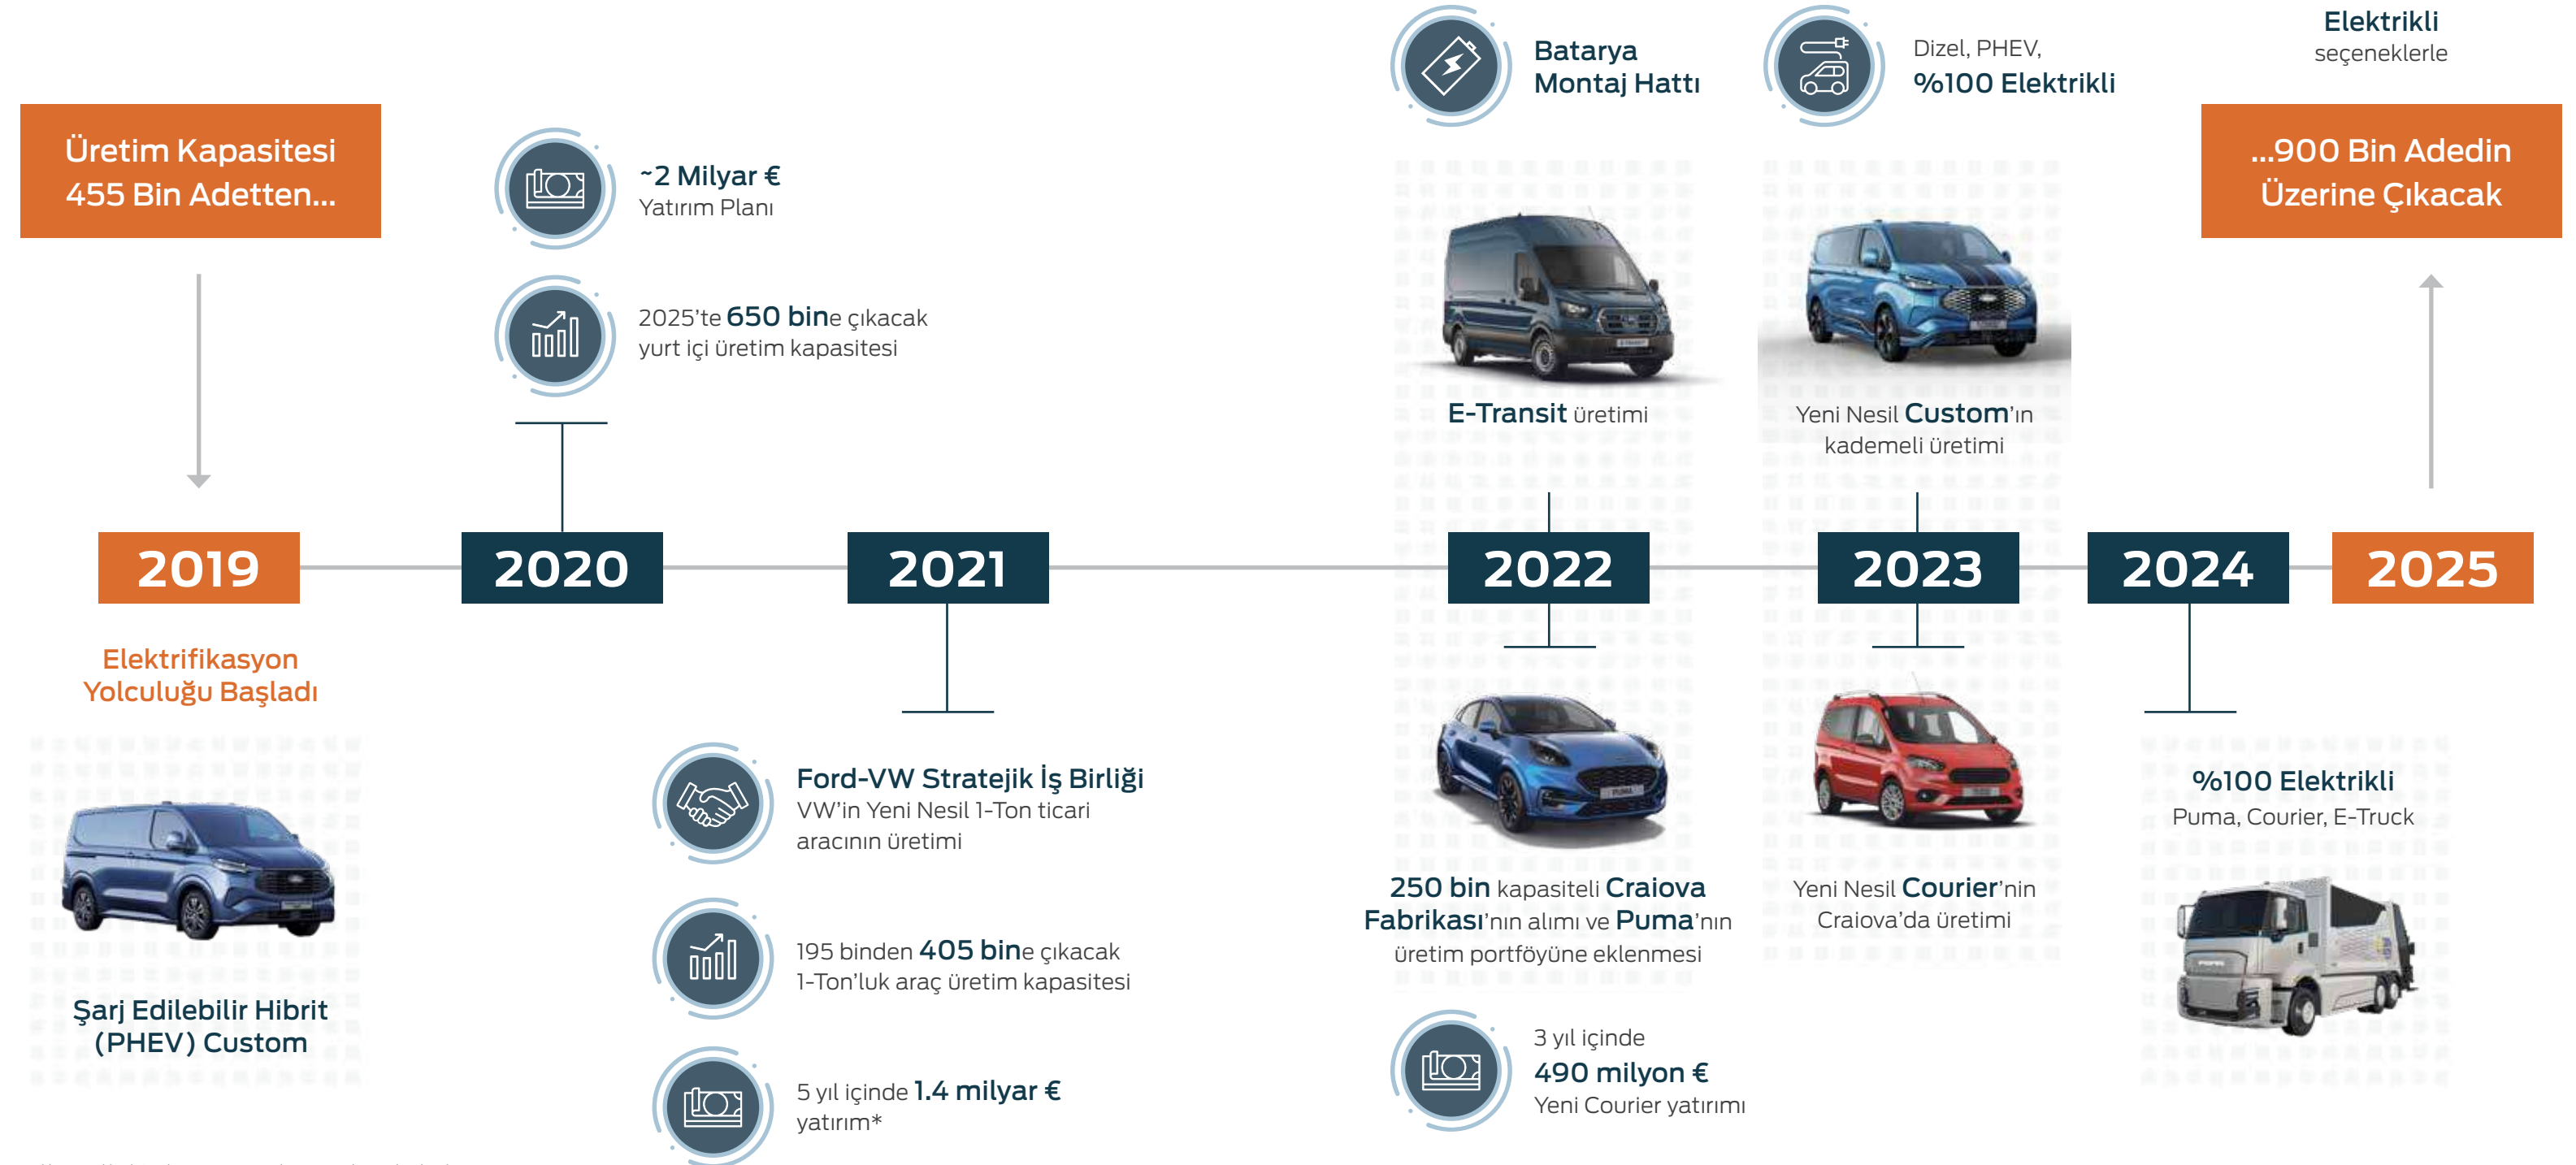 Üretim Kapasitesi
455 Bin Adetten...
~2 Milyar €
Yatırım Planı
2025'te 650 bine çıkacak
yurt içi üretim kapasitesi
Batarya
Montaj Hattı
Dizel, PHEV,
%100 Elektrikli
Elektrikli
seçeneklerle
...900 Bin Adedin
Üzerine Çıkacak
E-Transit üretimi
Yeni Nesil Custom'ın
kademeli üretimi
2019
2020
2021
2022
2023
2024
2025
Elektrifikasyon
Yolculuğu Başladı
Şarj Edilebilir Hibrit
(PHEV) Custom
Ford-VW Stratejik İş Birliği
VW'in Yeni Nesil 1-Ton ticari
aracının üretimi
195 binden 405 bine çıkacak
1-Ton'luk araç üretim kapasitesi
5 yıl içinde 1.4 milyar €
yatırım*
PUMA
250 bin kapasiteli Craiova
Fabrikası'nın alımı ve Puma'nın
üretim portföyüne eklenmesi
3 yıl içinde
490 milyon €
Yeni Courier yatırımı
Yeni Nesil Courier'nin
Craiova'da üretimi
%100 Elektrikli
Puma, Courier, E-Truck